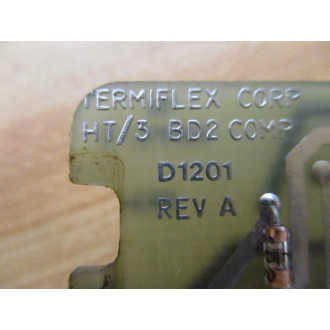 TERMIFLEX CORP
HT/3 BD2 COMP
D1201
REV A